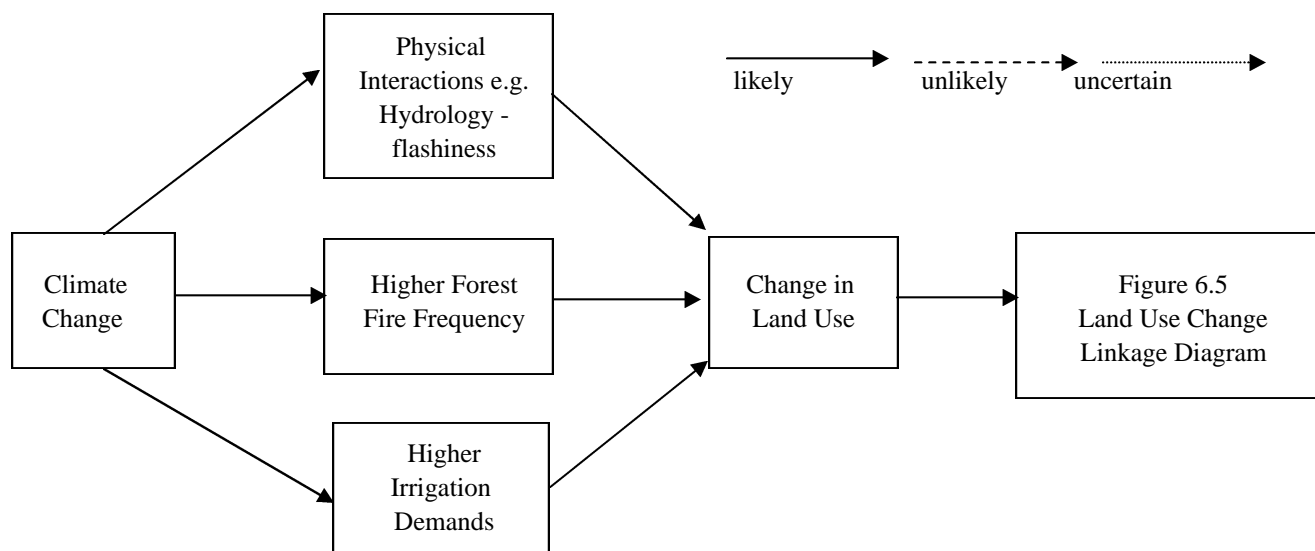 Physical
Interactions e.g.
Hydrology -
flashiness
likely
unlikely
uncertain
Climate
Change
Higher Forest
Fire Frequency
Change in
Land Use
Figure 6.5
Land Use Change
Linkage Diagram
Higher
Irrigation
Demands